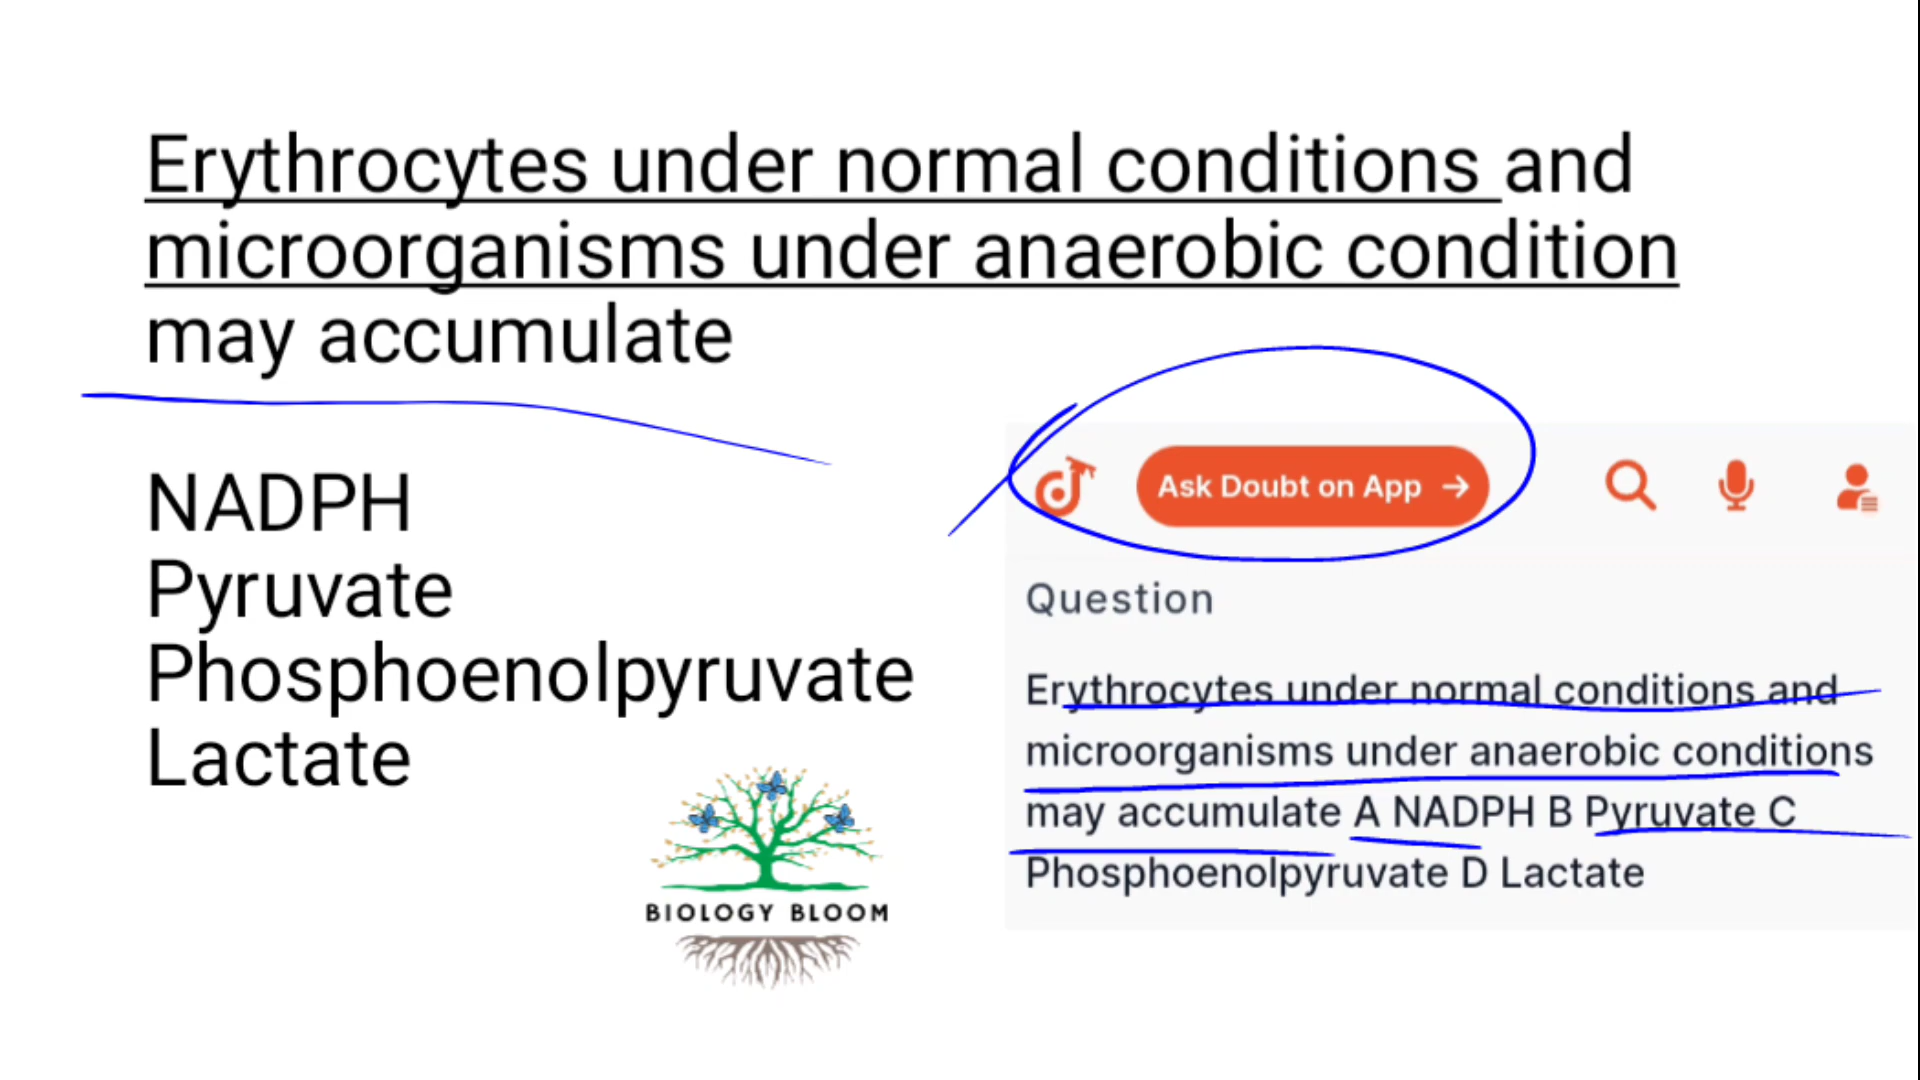 Erythrocytes under normal conditions and
microorganisms under anaerobic condition
may accumulate
NADPH
Pyruvate
Phosphoenolpyruvate
Lactate
BIOLOGY BLOOM
Ask Doubt on App →
Question
Erythrocytes under normal conditions and
microorganisms under anaerobic conditions
may accumulate A NADPH B Pyruvate C
Phosphoenolpyruvate D Lactate